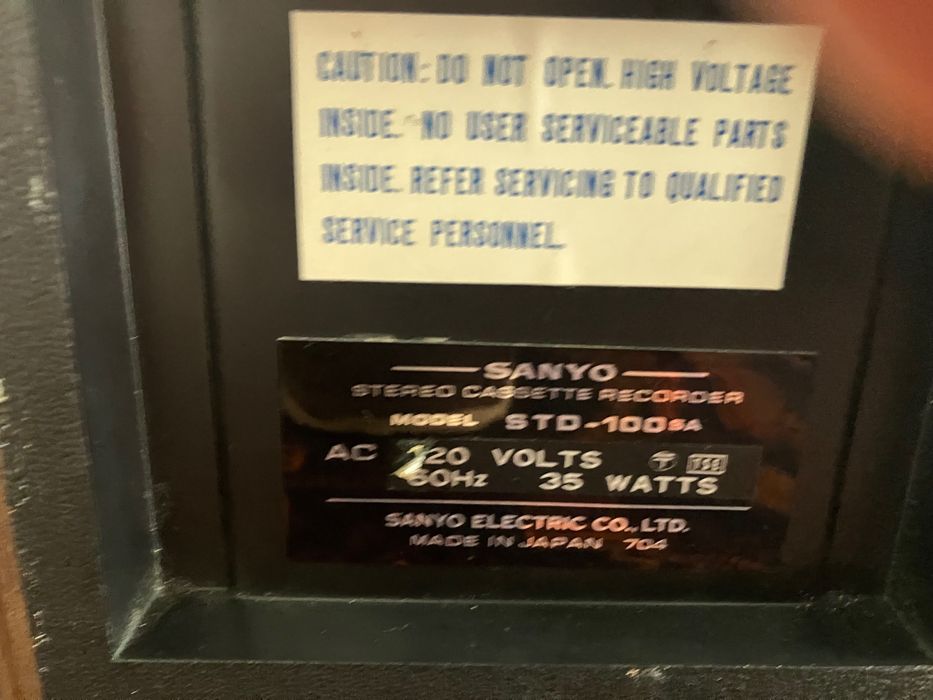 CAUTION: DO NOT OPEN. HIGH VOLTAGE
INSIDE. NO USER SERVICEABLE PARTS
INSIDE. REFER SERVICING TO QUALIFIED
SERVICE PERSONNEL.
SANYO
STEREO CASSETTE RECORDER
MODEL STD-100SA
AC 120 VOLTS T TSE
60Hz 35 WATTS
SANYO ELECTRIC CO., LTD.
MADE IN JAPAN 704